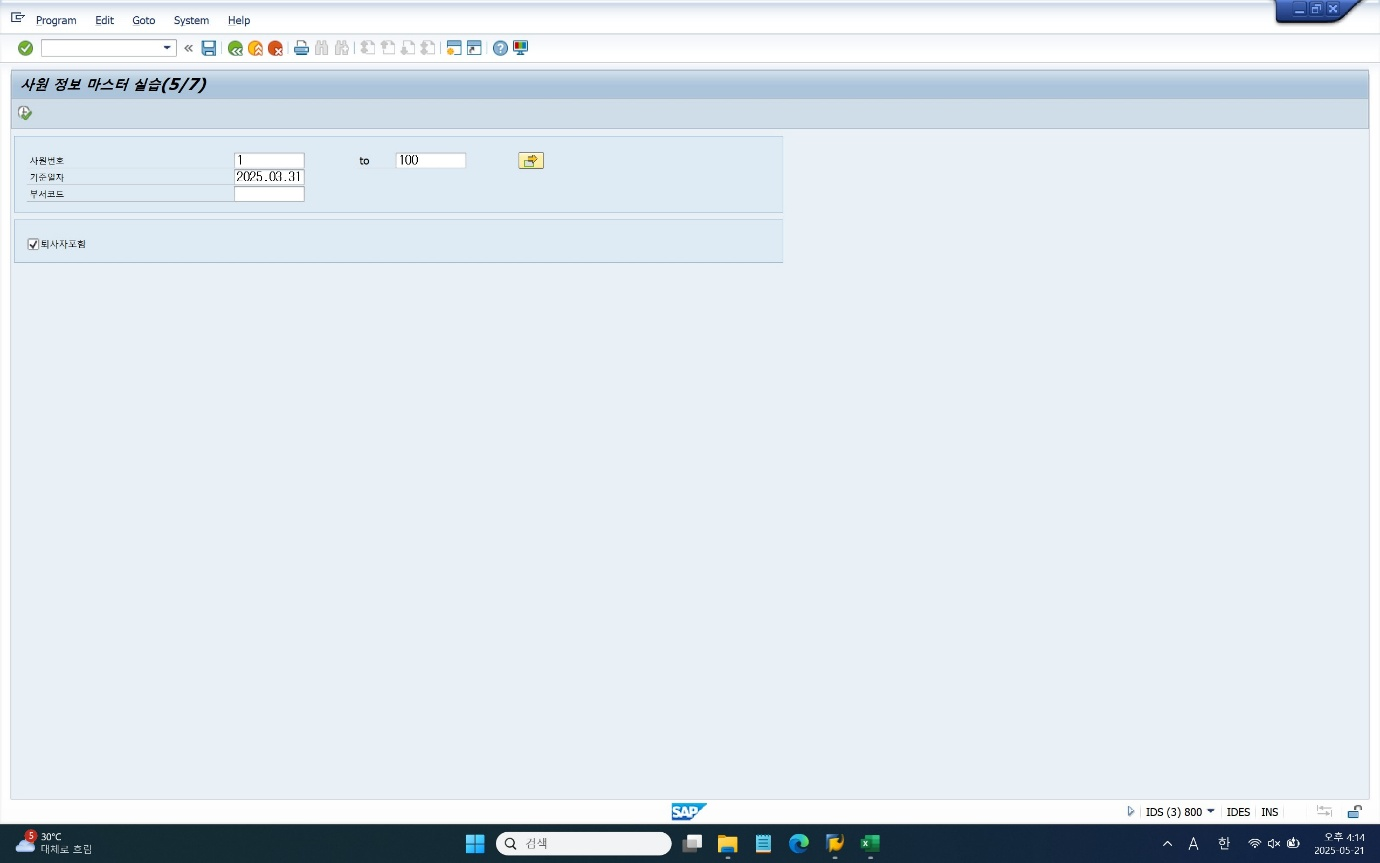 Program Edit Goto System Help
사원 정보 마스터 실습(5/7)
사원번호 1 to 100
기준일자 2025.03.31
부서코드
퇴사자포함
SAP
IDS (3) 800 IDES INS
5 30℃
대체로 흐림
검색
A 한
오후 4:14
2025-05-21